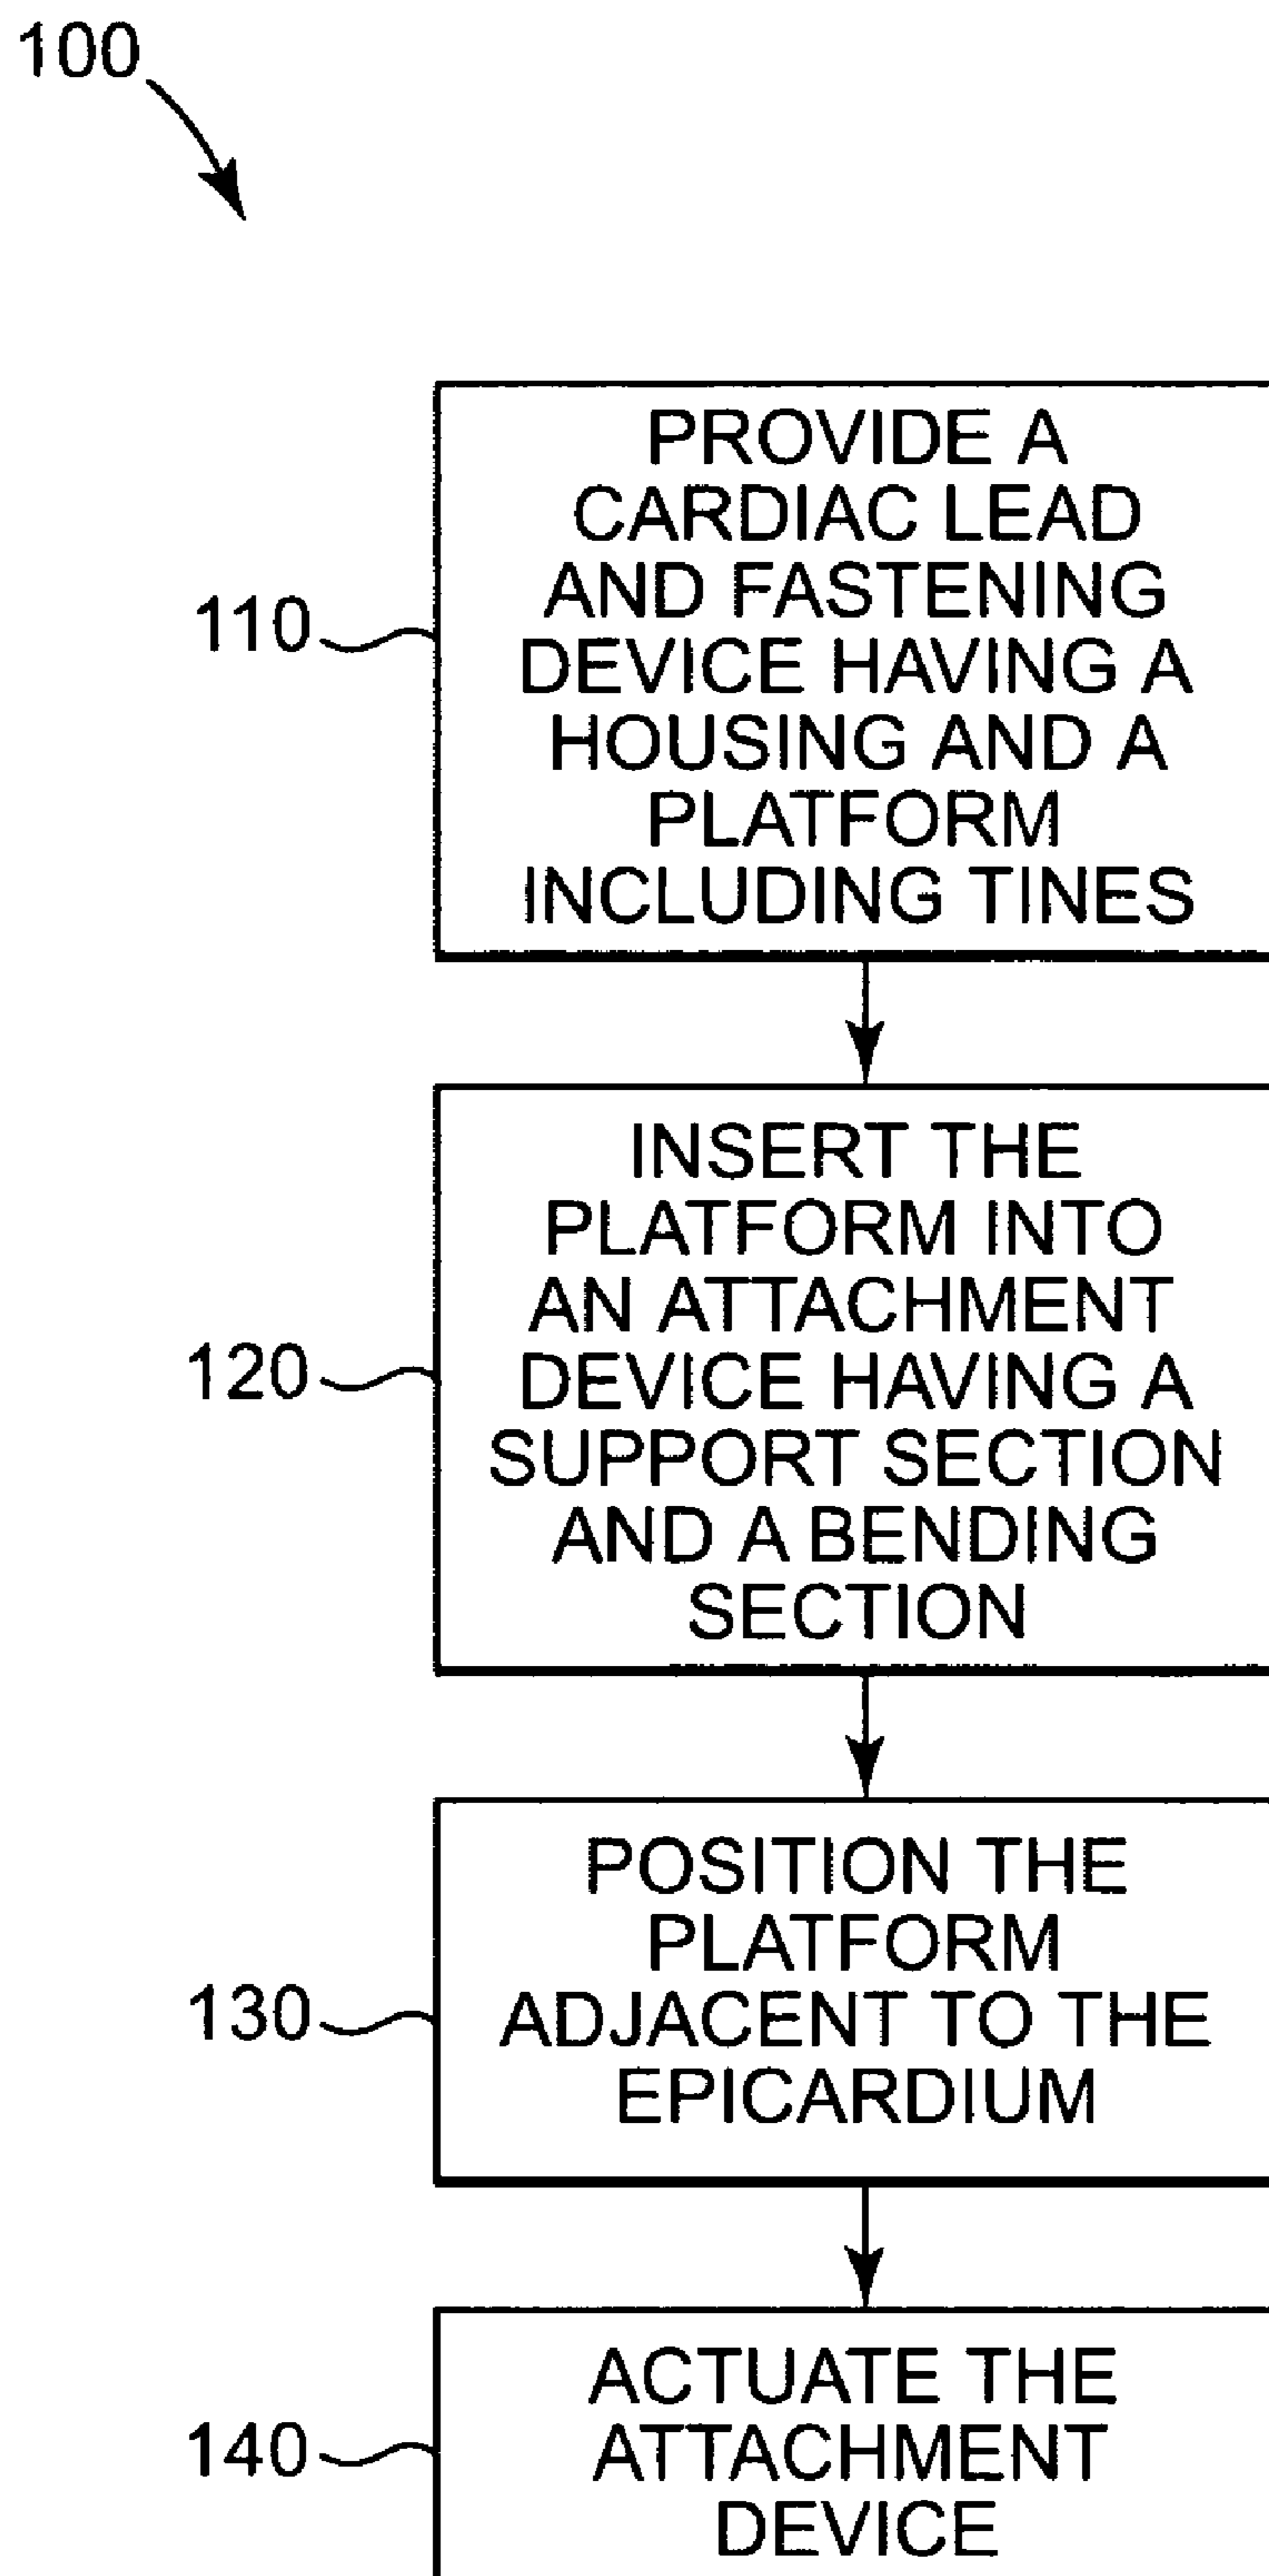 100
110
PROVIDE A
CARDIAC LEAD
AND FASTENING
DEVICE HAVING A
HOUSING AND A
PLATFORM
INCLUDING TINES
120
INSERT THE
PLATFORM INTO
AN ATTACHMENT
DEVICE HAVING A
SUPPORT SECTION
AND A BENDING
SECTION
130
POSITION THE
PLATFORM
ADJACENT TO THE
EPICARDIUM
140
ACTUATE THE
ATTACHMENT
DEVICE